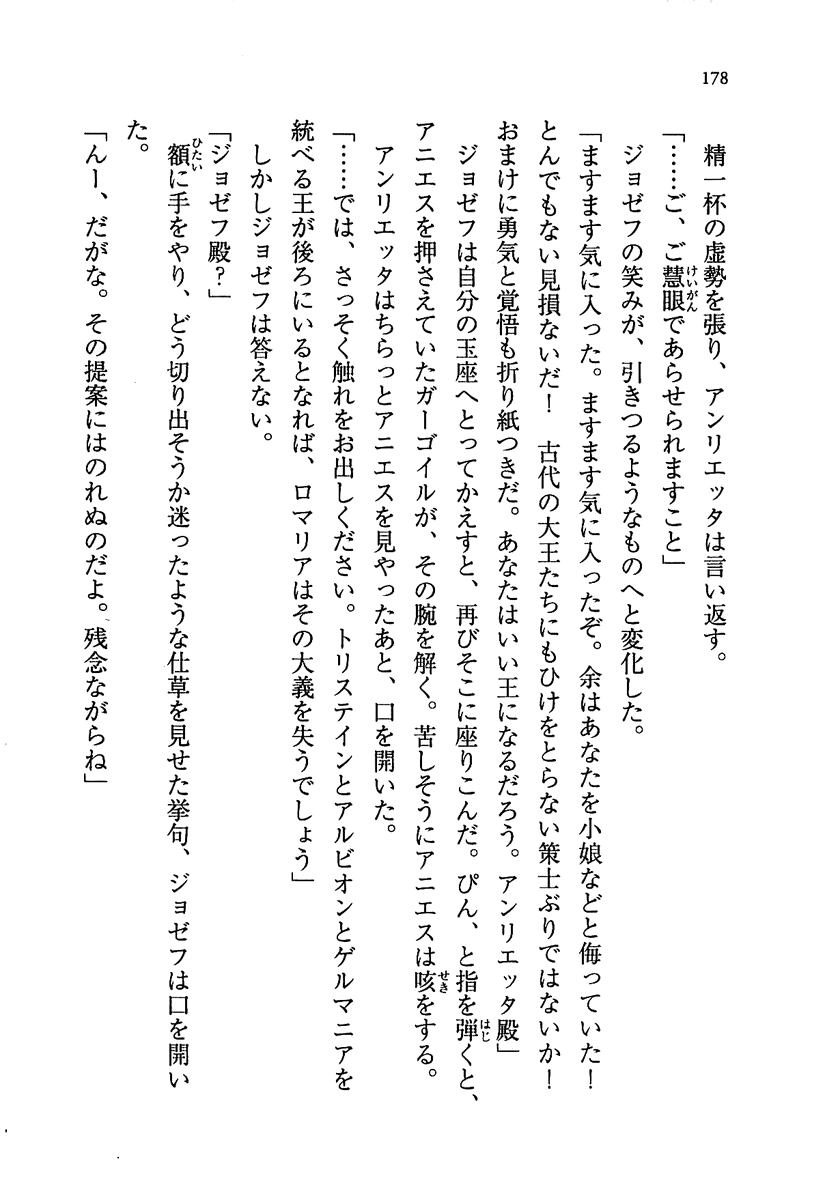 178
精一杯の虚勢を張り、アンリエッタは言い返す。
「……ご、ご慧眼であらせられますこと」
ジョゼフの笑みが、引きつるようなものへと変化した。
「ますます気に入った。ますます気に入ったぞ。余はあなたを小娘などと侮っていた！
とんでもない見損ないだ！　古代の大王たちにもひけをとらない策士ぶりではないか！
おまけに勇気と覚悟も折り紙つきだ。あなたはいい王になるだろう。アンリエッタ殿」
ジョゼフは自分の玉座へとってかえすと、再びそこに座りこんだ。ぴん、と指を弾くと、
アニエスを押さえていたガーゴイルが、その腕を解く。苦しそうにアニエスは咳をする。
アンリエッタはちらっとアニエスを見やったあと、口を開いた。
「……では、さっそく触れをお出しください。トリステインとアルビオンとゲルマニアを
統べる王が後ろにいるとなれば、ロマリアはその大義を失うでしょう」
しかしジョゼフは答えない。
「ジョゼフ殿？」
額に手をやり、どう切り出そうか迷ったような仕草を見せた挙句、ジョゼフは口を開い
た。
「んー、だがな。その提案にはのれぬのだよ。残念ながらね」